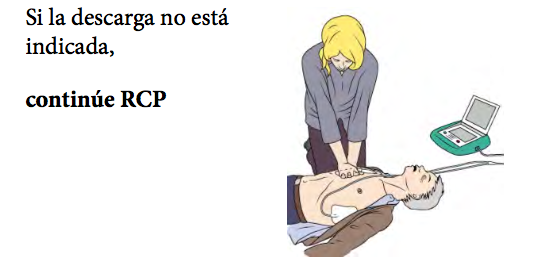 Si la descarga no está
indicada,
continúe RCP